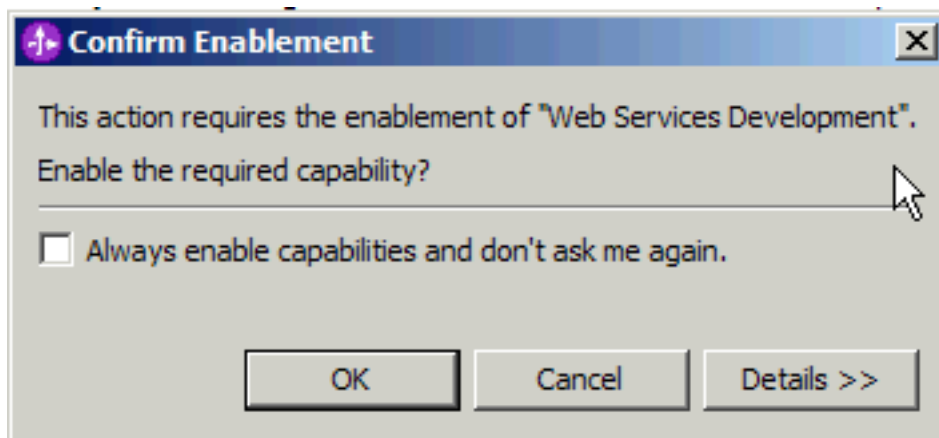 Confirm Enablement
This action requires the enablement of "Web Services Development".
Enable the required capability?
Always enable capabilities and don't ask me again.
OK Cancel Details >>